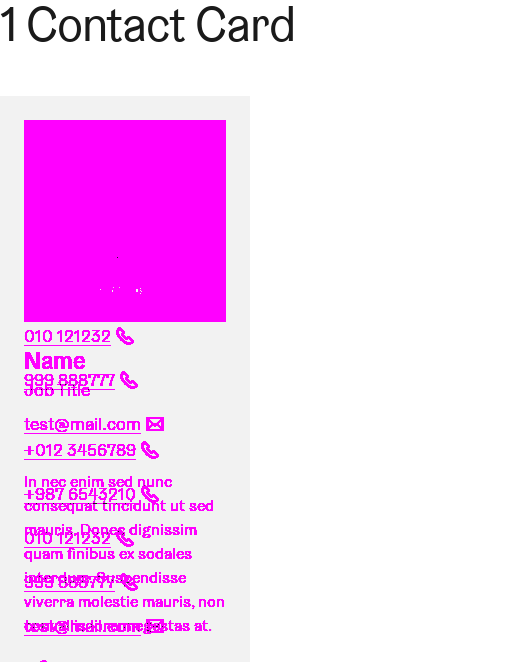 1 Contact Card
010 121232
Name
999 888777
Job Title
test@mail.com
+012 3456789
In nec enim sed nunc
+987 6543210
consequat tincidunt ut sed
mauris. Donec dignissim
010 121232
quam finibus ex sodales
interdum. Suspendisse
999 888777
viverra molestie mauris, non
test@mail.com
egestas at.